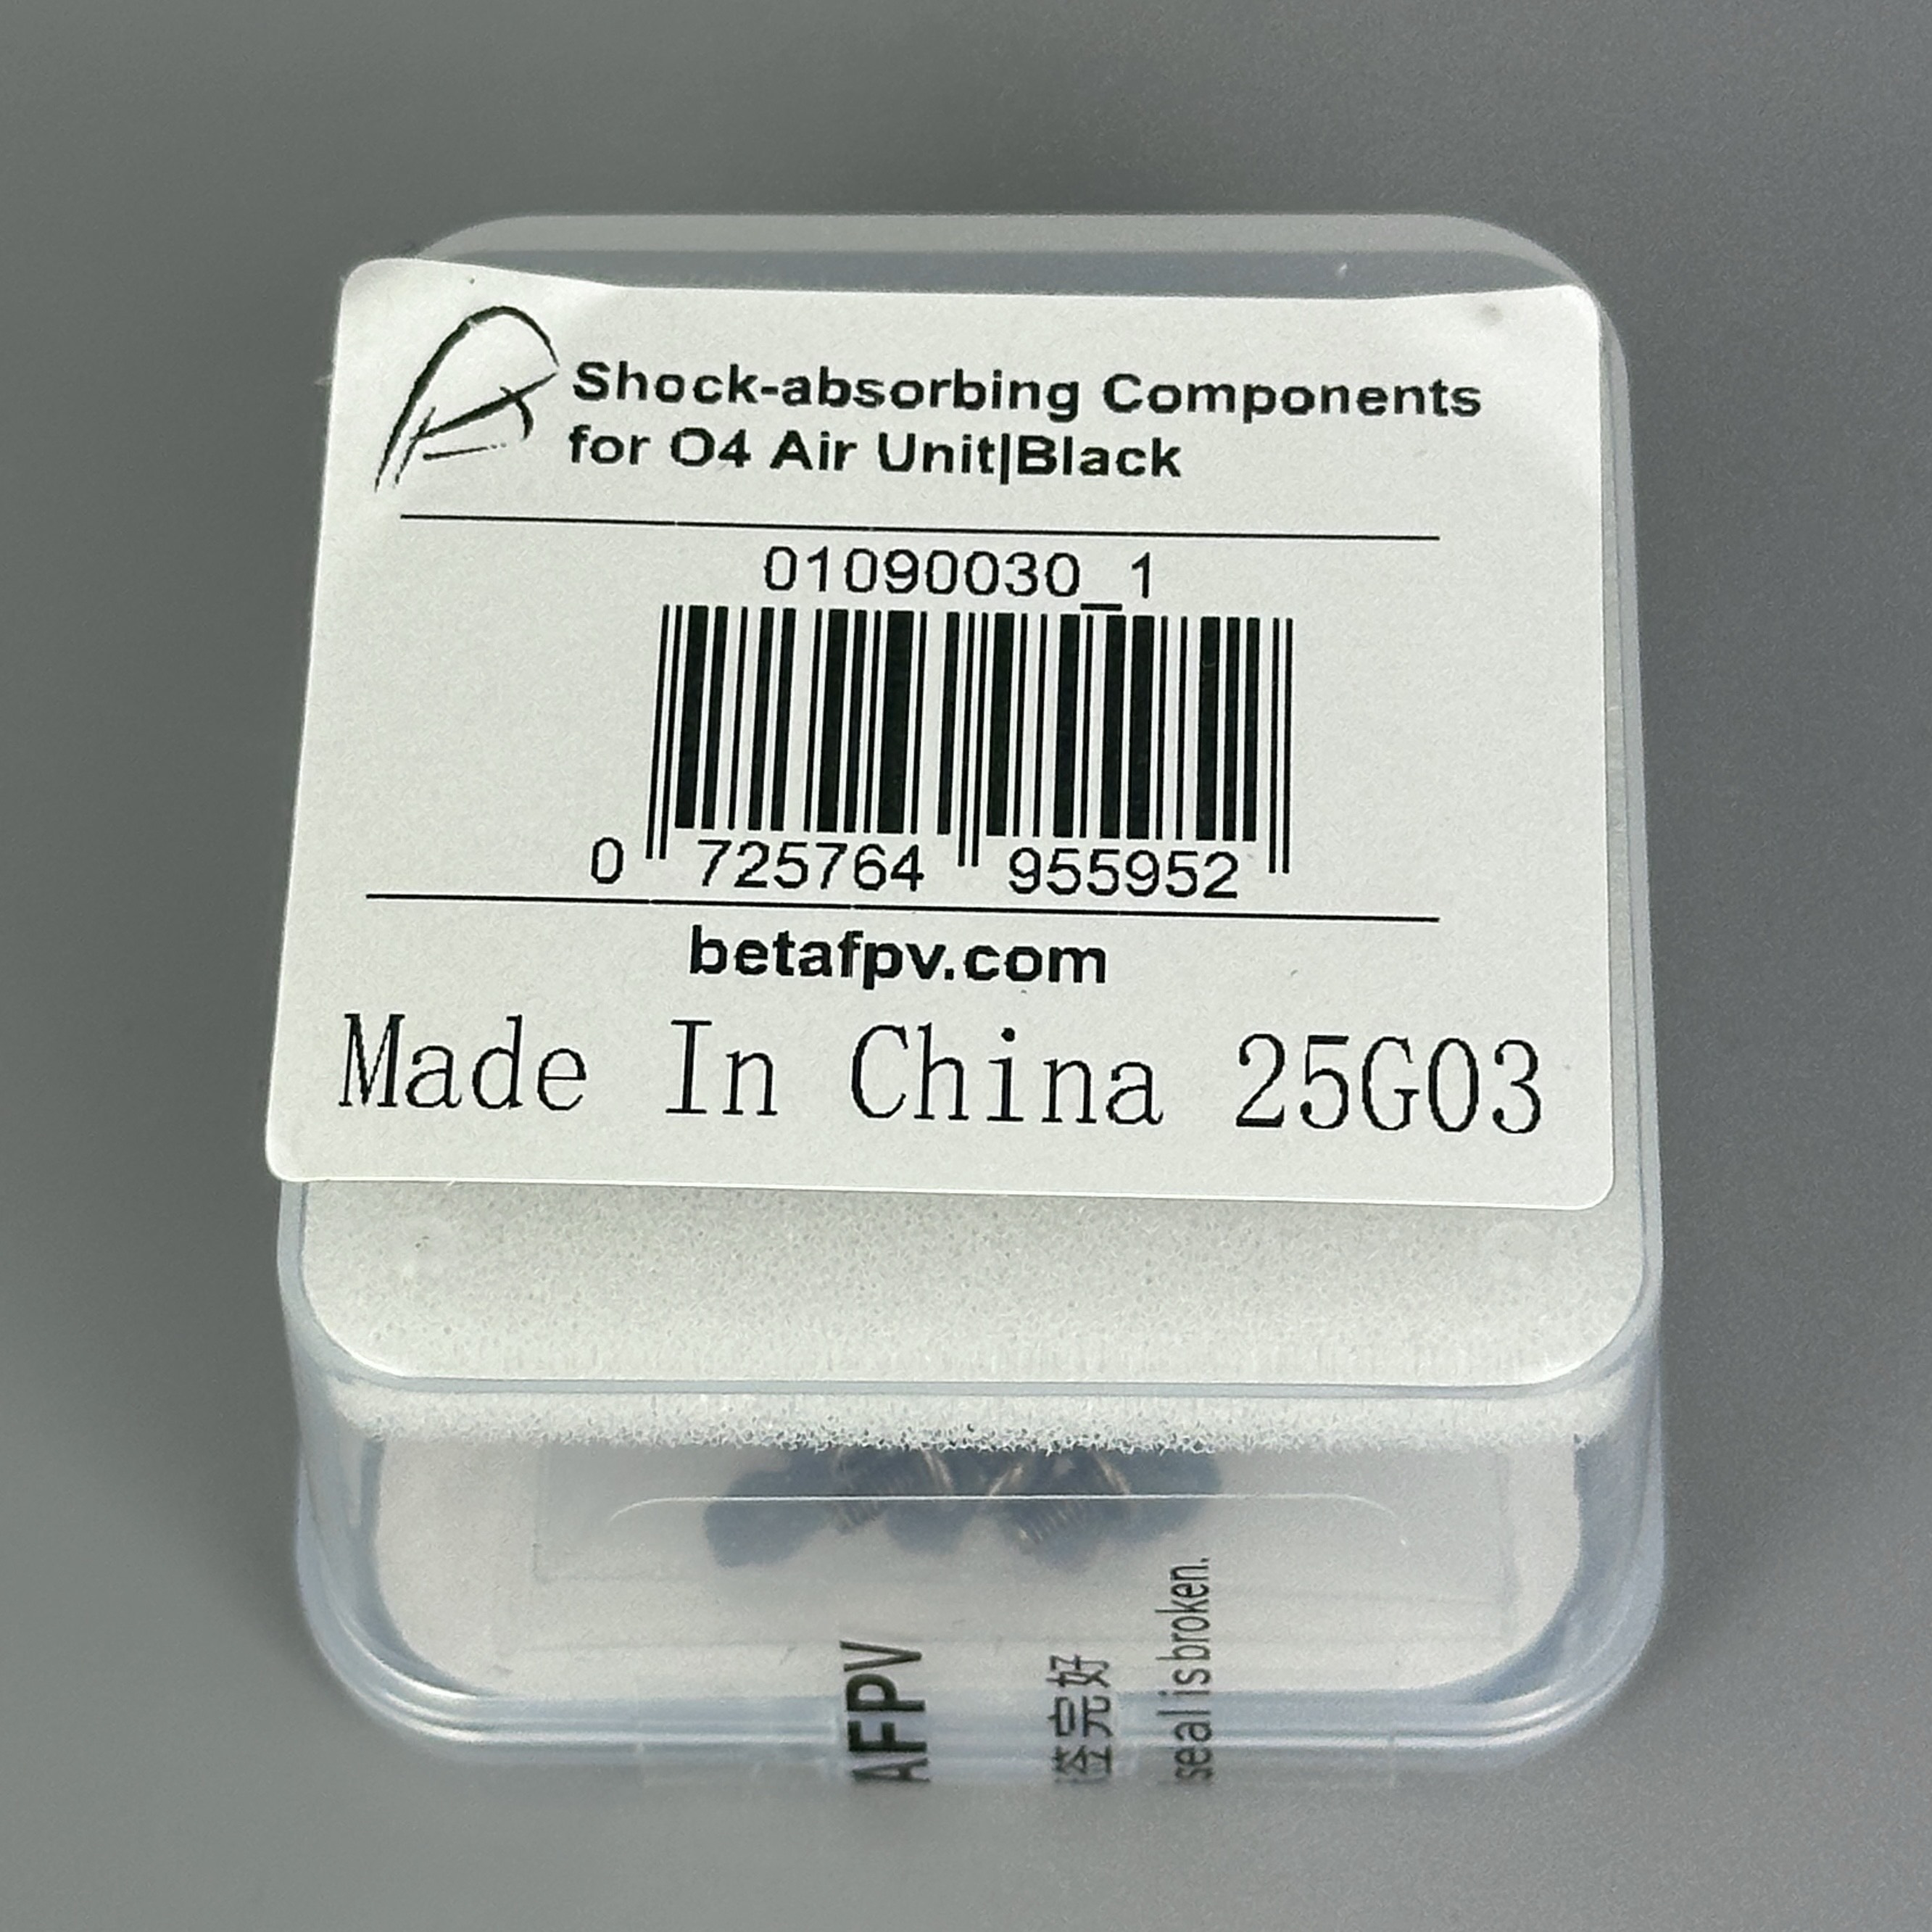 Shock-absorbing Components
for O4 Air Unit|Black
01090030_1
0 725764 955952
betafpv.com
Made In China 25G03
AFPV
签完好
seal is broken.